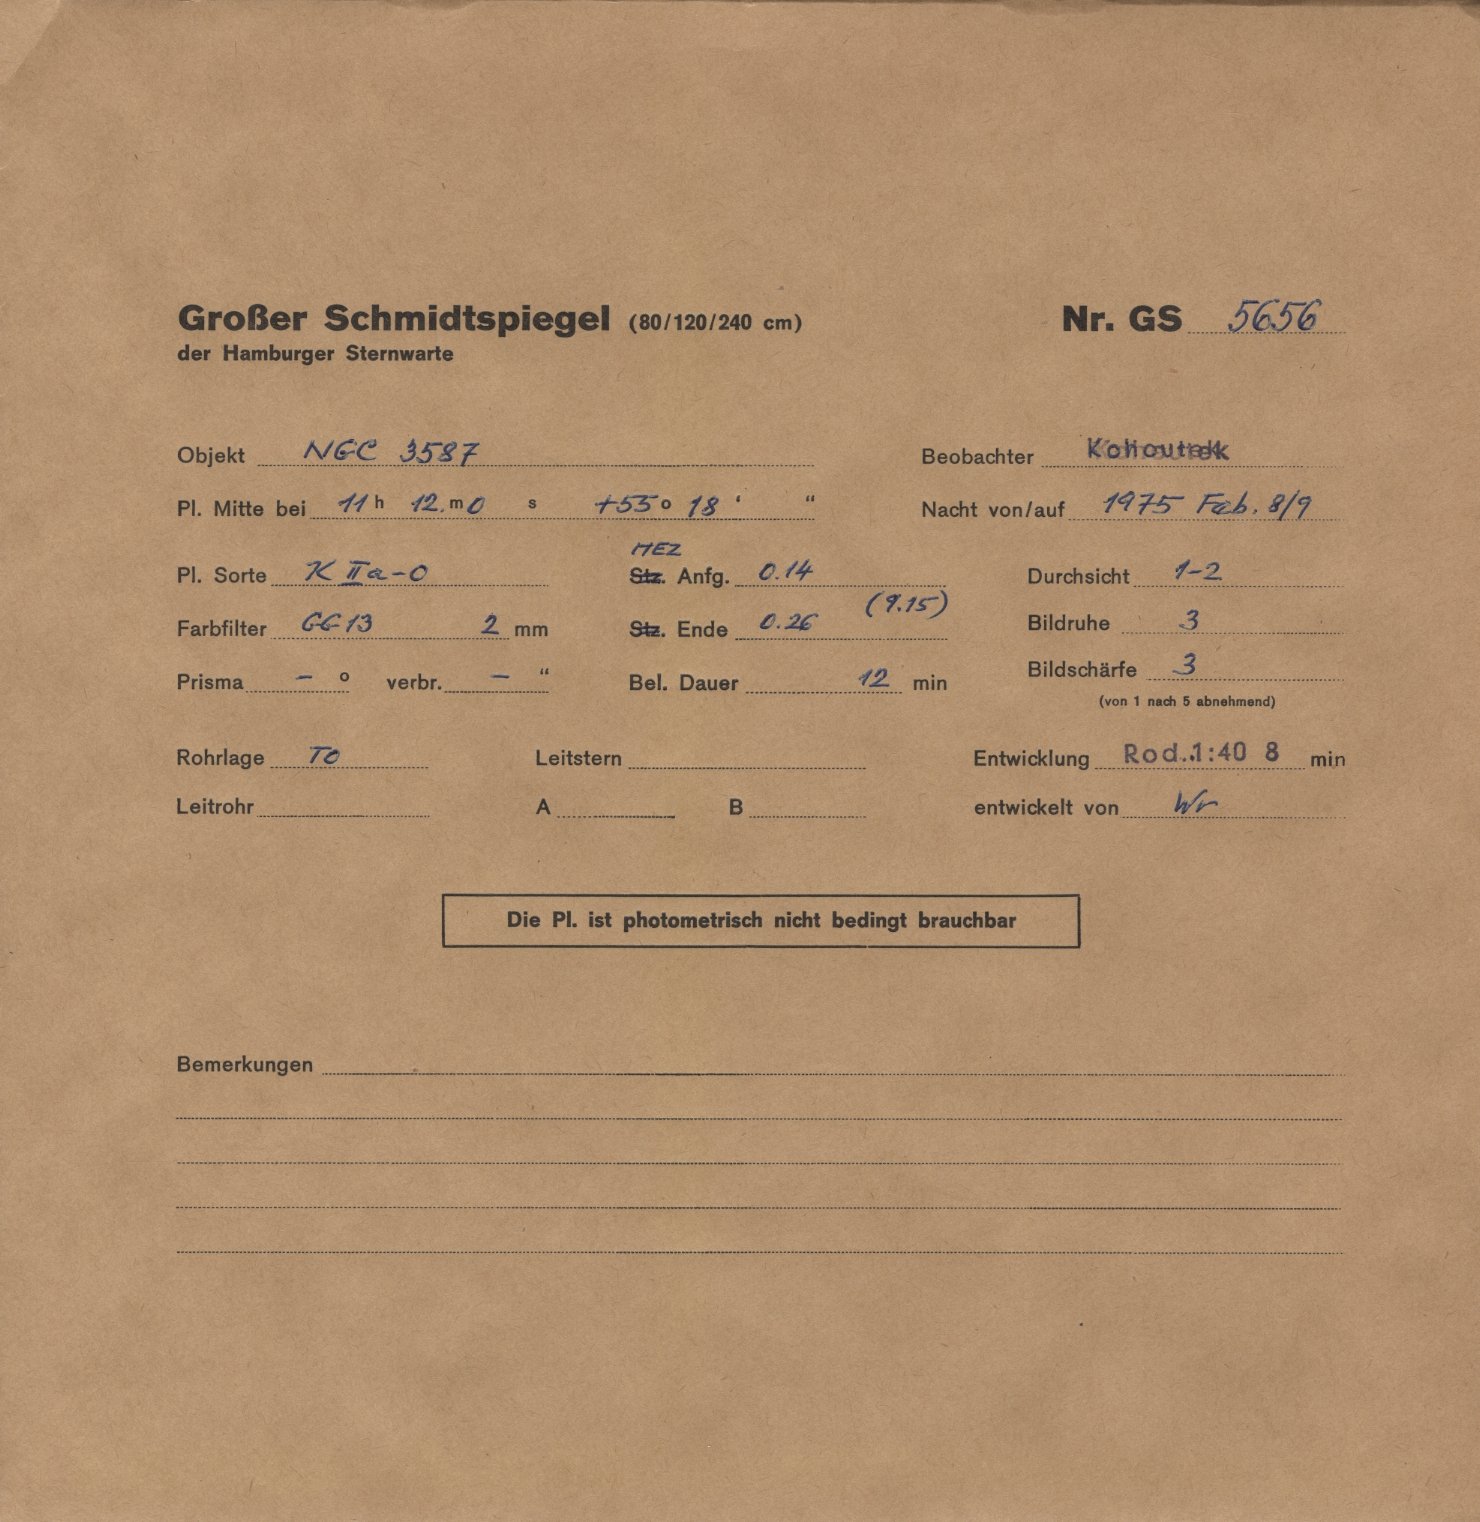 Großer Schmidtspiegel (80/120/240 cm) Nr. GS 5656
der Hamburger Sternwarte
Objekt NGC 3587 Beobachter Kohoutek
Pl. Mitte bei 11 h 12. m 0 s +55 o 18 ‘ “ Nacht von/auf 1975 Feb. 8/9
MEZ
Pl. Sorte K IIa-O Stz. Anfg. 0.14 Durchsicht 1-2
(9.15)
Farbfilter GG13 2 mm Stz. Ende 0.26 Bildruhe 3
Prisma – o verbr. – “ Bel. Dauer 12 min Bildschärfe 3
(von 1 nach 5 abnehmend)
Rohrlage TO Leitstern Entwicklung Rod..1:40 8 min
Leitrohr A B entwickelt von Wr
Die Pl. ist photometrisch nicht bedingt brauchbar
Bemerkungen